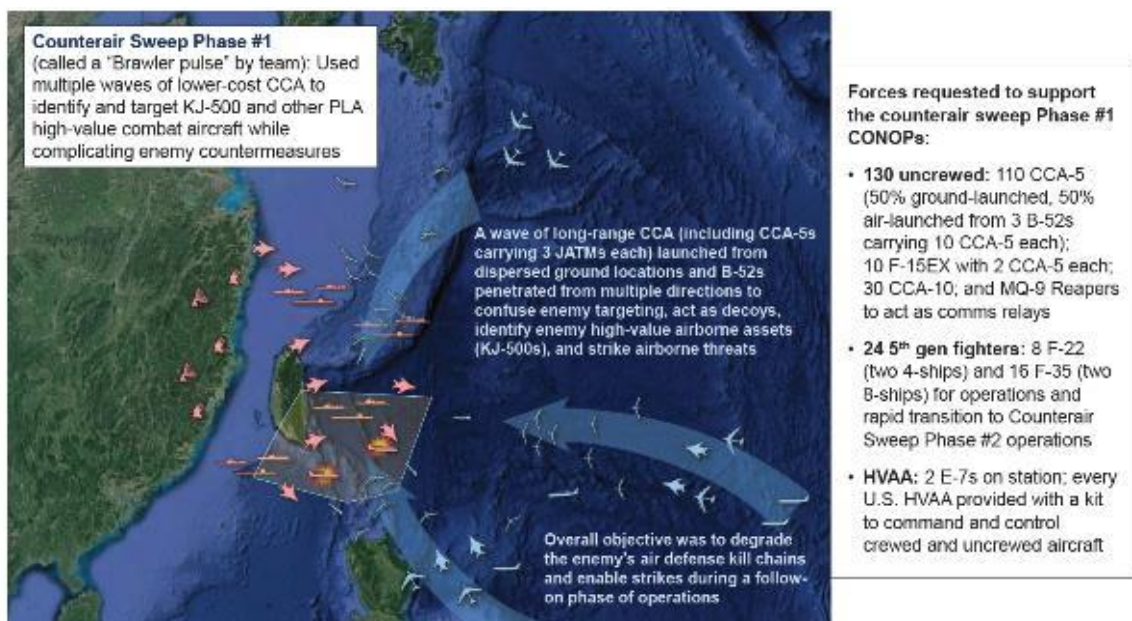 Counterair Sweep Phase #1
(called a "Brawler pulse" by team): Used
multiple waves of lower-cost CCA to
identify and target KJ-500 and other PLA
high-value combat aircraft while
complicating enemy countermeasures
A wave of long-range CCA (including CCA-5s
carrying 3 JATMs each) launched from
dispersed ground locations and B-52s
penetrated from multiple directions to
confuse enemy targeting, act as decoys,
identify enemy high-value airborne assets
(KJ-500s), and strike airborne threats
Overall objective was to degrade
the enemy's air defense kill chains
and enable strikes during a follow-
on phase of operations
Forces requested to support
the counterair sweep Phase #1
CONOPs:
• 130 uncrewed: 110 CCA-5
(50% ground-launched, 50%
air-launched from 3 B-52s
carrying 10 CCA-5 each);
10 F-15EX with 2 CCA-5 each;
30 CCA-10; and MQ-9 Reapers
to act as comms relays
• 24 5th gen fighters: 8 F-22
(two 4-ships) and 16 F-35 (two
8-ships) for operations and
rapid transition to Counterair
Sweep Phase #2 operations
• HVAA: 2 E-7s on station; every
U.S. HVAA provided with a kit
to command and control
crewed and uncrewed aircraft